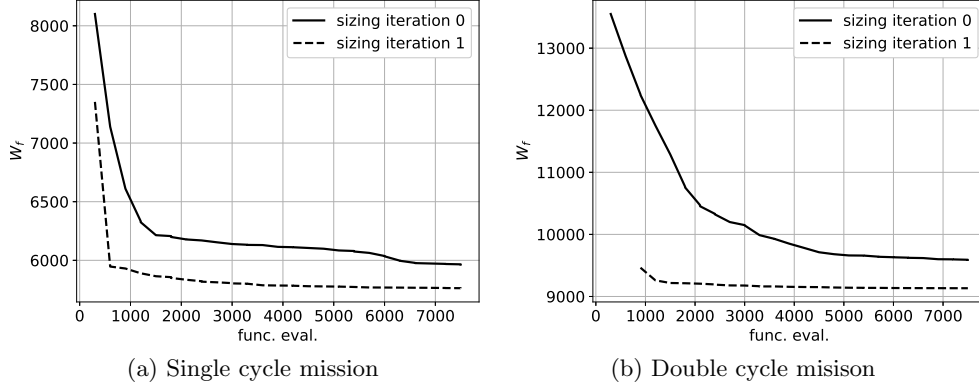 8000
7500
7000
6500
6000
W_f
0 1000 2000 3000 4000 5000 6000 7000
func. eval.
sizing iteration 0
sizing iteration 1
(a) Single cycle mission
13000
12000
11000
10000
9000
W_f
0 1000 2000 3000 4000 5000 6000 7000
func. eval.
sizing iteration 0
sizing iteration 1
(b) Double cycle misison